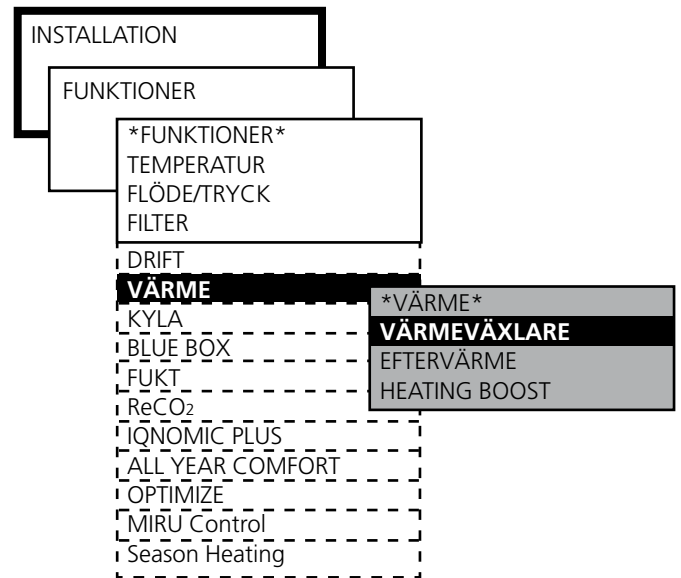 INSTALLATION
FUNKTIONER
*FUNKTIONER*
TEMPERATUR
FLÖDE/TRYCK
FILTER
DRIFT
VÄRME
KYLA
BLUE BOX
FUKT
ReCO₂
IQNOMIC PLUS
ALL YEAR COMFORT
OPTIMIZE
MIRU Control
Season Heating
*VÄRME*
VÄRMEVÄXLARE
EFTERVÄRME
HEATING BOOST